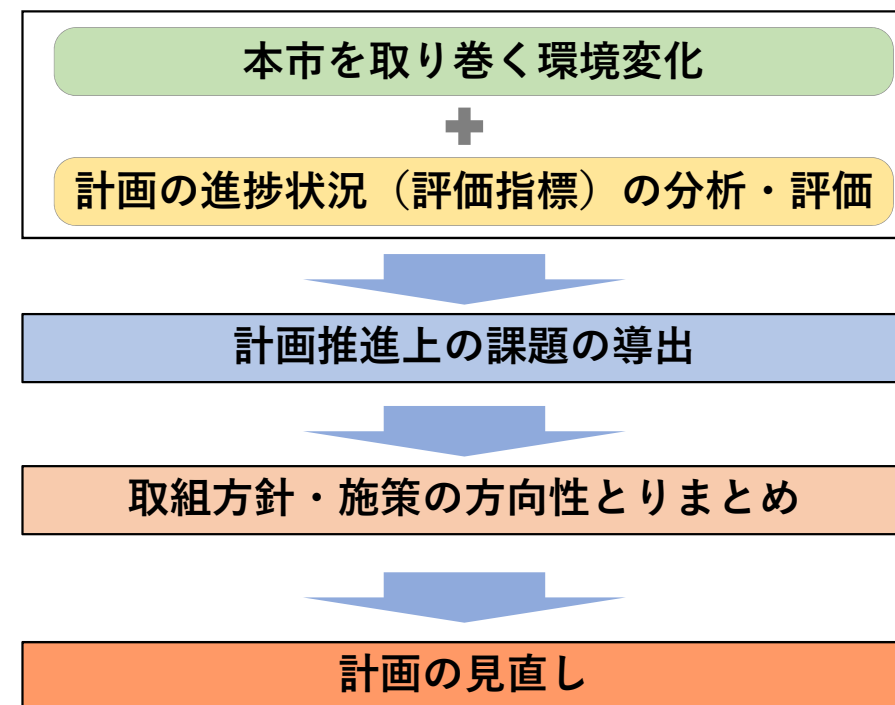 本市を取り巻く環境変化
計画の進捗状況（評価指標）の分析・評価
計画推進上の課題の導出
取組方針・施策の方向性とりまとめ
計画の見直し